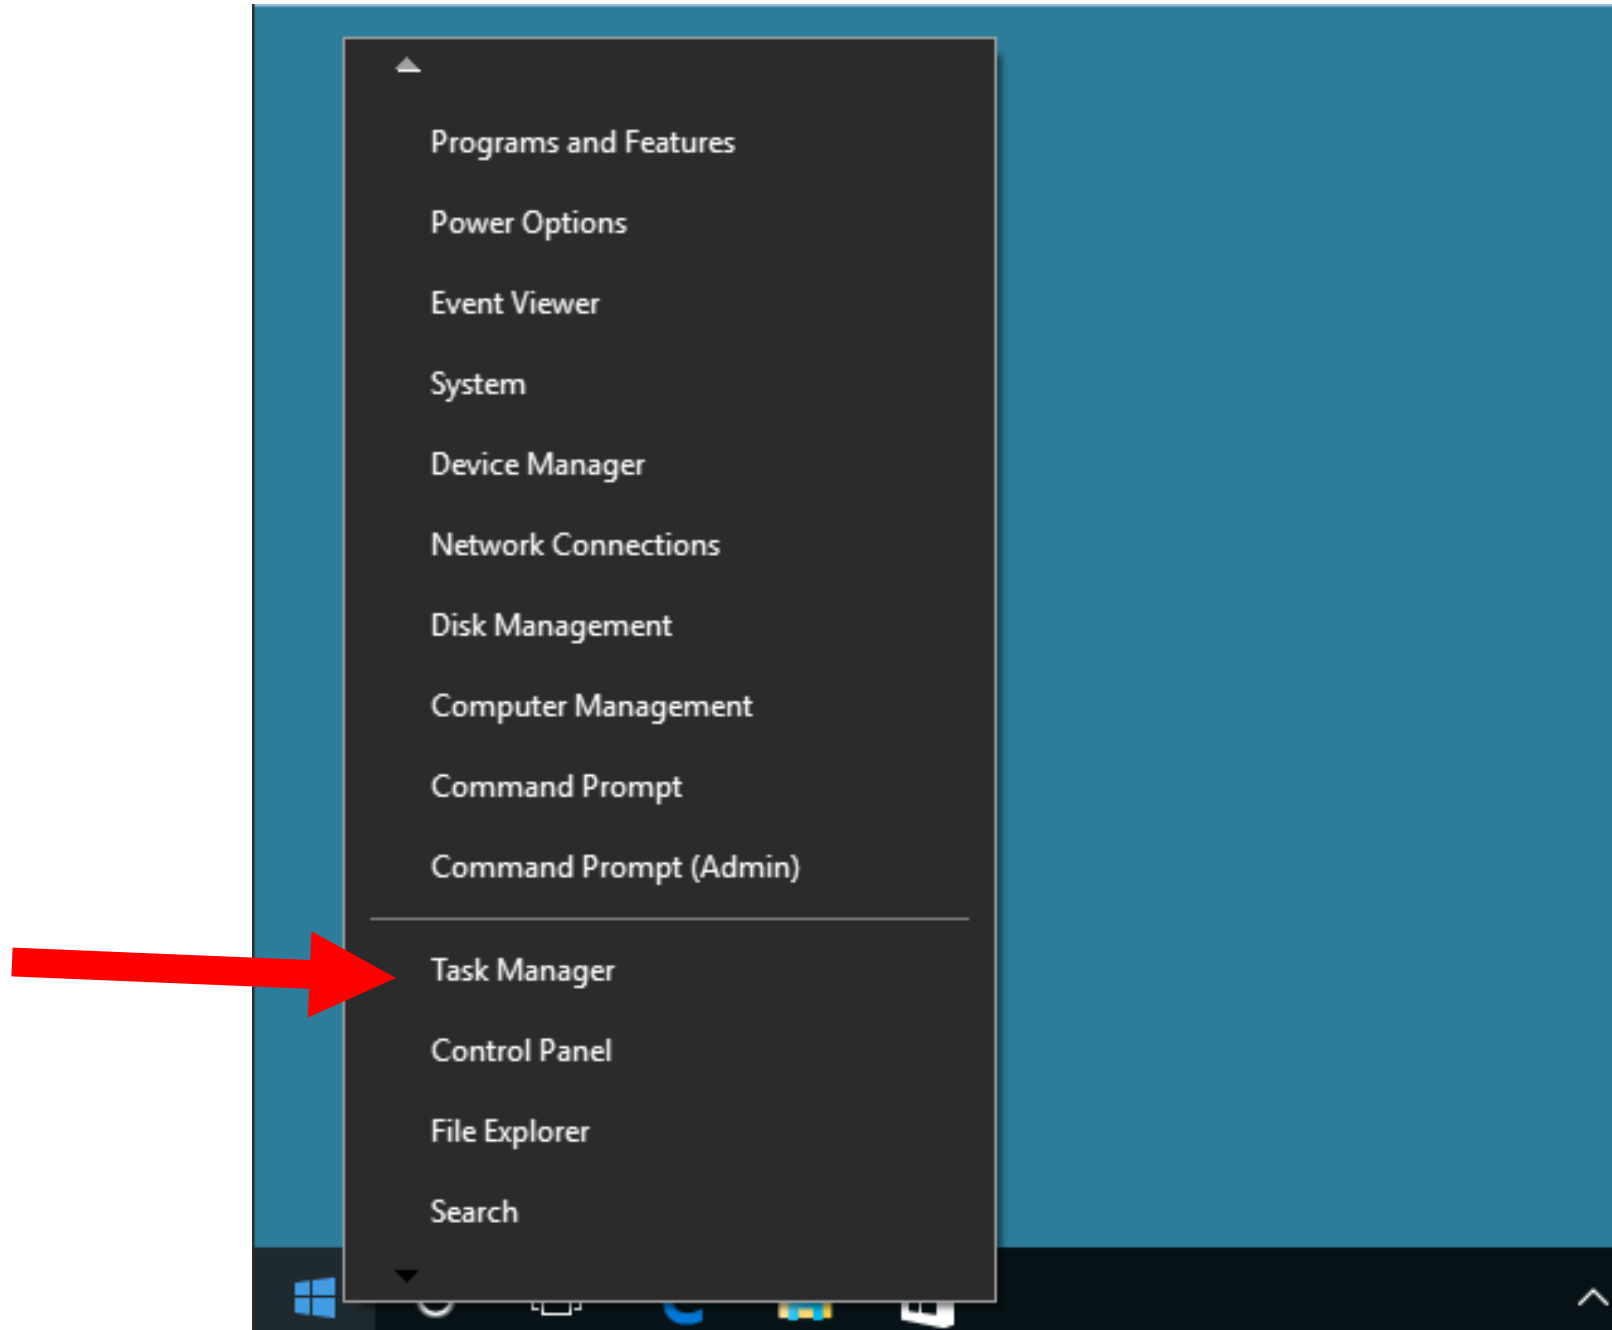 Programs and Features
Power Options
Event Viewer
System
Device Manager
Network Connections
Disk Management
Computer Management
Command Prompt
Command Prompt (Admin)
Task Manager
Control Panel
File Explorer
Search